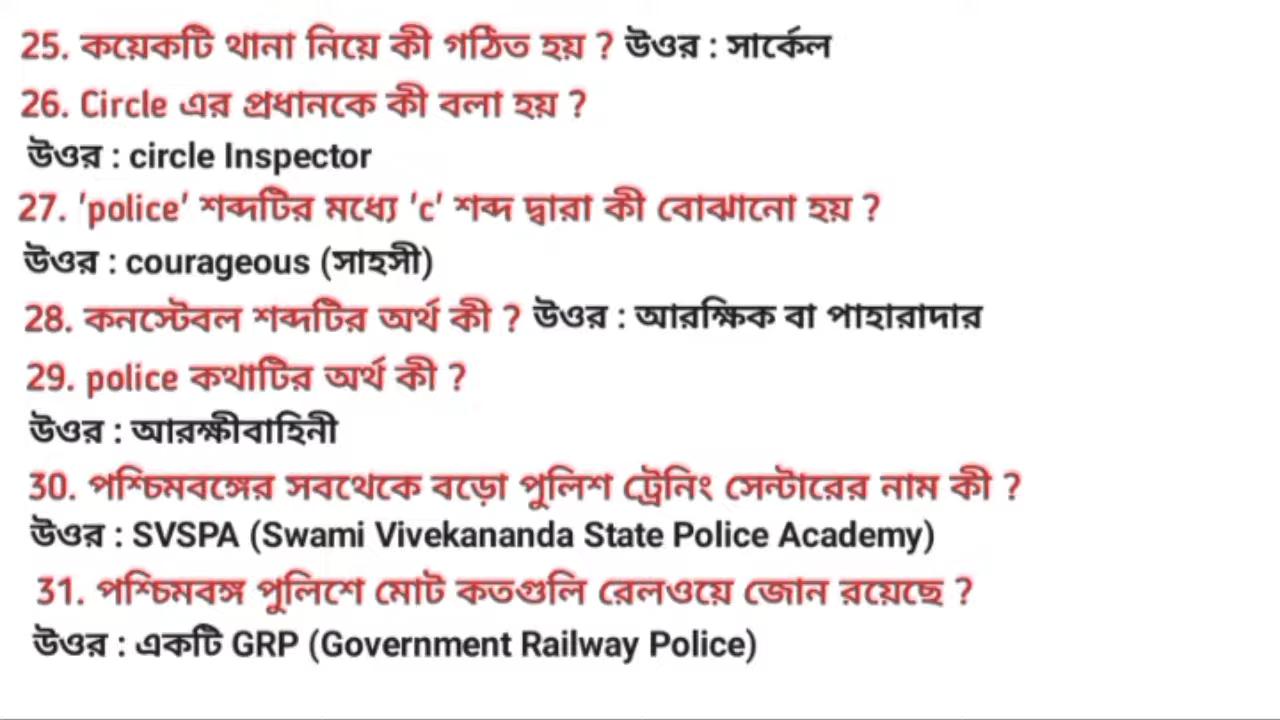 25. কয়েকটি থানা নিয়ে কী গঠিত হয় ? উওর : সার্কেল
26. Circle এর প্রধানকে কী বলা হয় ?
উওর : circle Inspector
27. 'police' শব্দটির মধ্যে 'c' শব্দ দ্বারা কী বোঝানো হয় ?
উওর : courageous (সাহসী)
28. কনস্টেবল শব্দটির অর্থ কী ? উওর : আরক্ষিক বা পাহারাদার
29. police কথাটির অর্থ কী ?
উওর : আরক্ষীবাহিনী
30. পশ্চিমবঙ্গের সবথেকে বড়ো পুলিশ ট্রেনিং সেন্টারের নাম কী ?
উওর : SVSPA (Swami Vivekananda State Police Academy)
31. পশ্চিমবঙ্গ পুলিশে মোট কতগুলি রেলওয়ে জোন রয়েছে ?
উওর : একটি GRP (Government Railway Police)